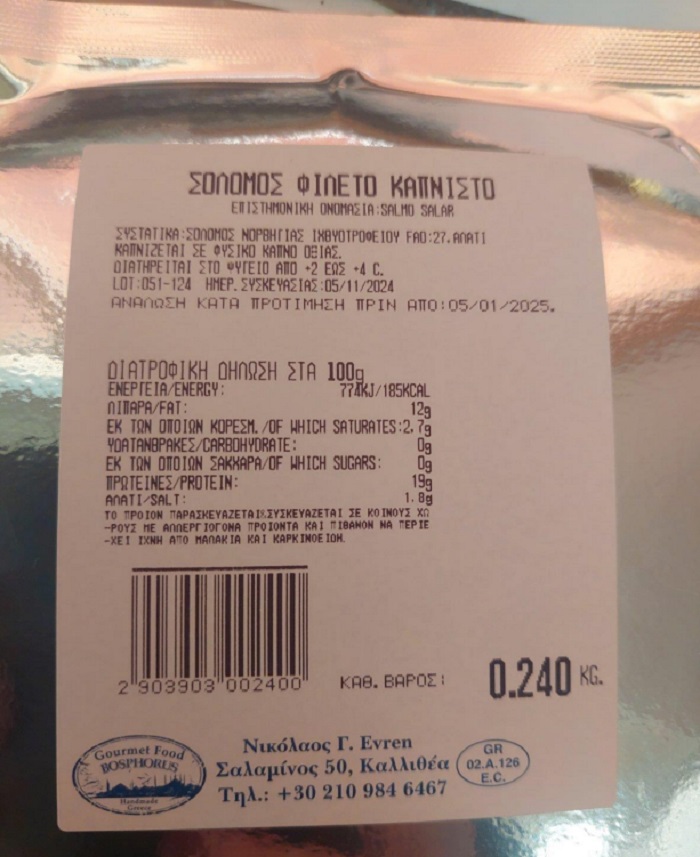 ΣΟΛΟΜΟΣ ΦΙΛΕΤΟ ΚΑΠΝΙΣΤΟ
ΕΠΙΣΤΗΜΟΝΙΚΗ ΟΝΟΜΑΣΙΑ:SALMO SALAR
ΣΥΣΤΑΤΙΚΑ:ΣΟΛΟΜΟΣ ΝΟΡΒΗΓΙΑΣ ΙΧΘΥΟΤΡΟΦΕΙΟΥ FAO:27.ΑΛΑΤΙ
ΚΑΠΝΙΖΕΤΑΙ ΣΕ ΦΥΣΙΚΟ ΚΑΠΝΟ ΟΞΙΑΣ.
ΔΙΑΤΗΡΕΙΤΑΙ ΣΤΟ ΨΥΓΕΙΟ ΑΠΟ +2 ΕΩΣ +4 C.
LOT:051-124 ΗΜΕΡ.ΣΥΣΚΕΥΑΣΙΑΣ:05/11/2024
ΑΝΑΛΩΣΗ ΚΑΤΑ ΠΡΟΤΙΜΗΣΗ ΠΡΙΝ ΑΠΟ:05/01/2025.
ΔΙΑΤΡΟΦΙΚΗ ΔΗΛΩΣΗ ΣΤΑ 100g
ΕΝΕΡΓΕΙΑ/ENERGY: 774KJ/185KCAL
ΛΙΠΑΡΑ/FAT: 12g
ΕΚ ΤΩΝ ΟΠΟΙΩΝ ΚΟΡΕΣΜ./OF WHICH SATURATES:2.7g
ΥΔΑΤΑΝΘΡΑΚΕΣ/CARBOHYDRATE: 0g
ΕΚ ΤΩΝ ΟΠΟΙΩΝ ΣΑΚΧΑΡΑ/OF WHICH SUGARS: 0g
ΠΡΩΤΕΙΝΕΣ/PROTEIN: 19g
ΑΛΑΤΙ/SALT: 1.8g
ΤΟ ΠΡΟΙΟΝ ΠΑΡΑΣΚΕΥΑΖΕΤΑΙ&ΣΥΣΚΕΥΑΖΕΤΑΙ ΣΕ ΚΟΙΝΟΥΣ ΧΩ
-ΡΟΥΣ ΜΕ ΑΛΛΕΡΓΙΟΓΟΝΑ ΠΡΟΙΟΝΤΑ ΚΑΙ ΠΙΘΑΝΟΝ ΝΑ ΠΕΡΙΕ
-ΧΕΙ ΙΧΝΗ ΑΠΟ ΜΑΛΑΚΙΑ ΚΑΙ ΚΑΡΚΙΝΟΕΙΔΗ.
2 903903 002400
ΚΑΘ. ΒΑΡΟΣ: 0.240 KG.
Gourmet Food
BOSPHORUS
Handmade
Greece
Νικόλαος Γ. Evren
Σαλαμίνος 50, Καλλιθέα
Τηλ.: +30 210 984 6467
GR
02.A.126
E.C.